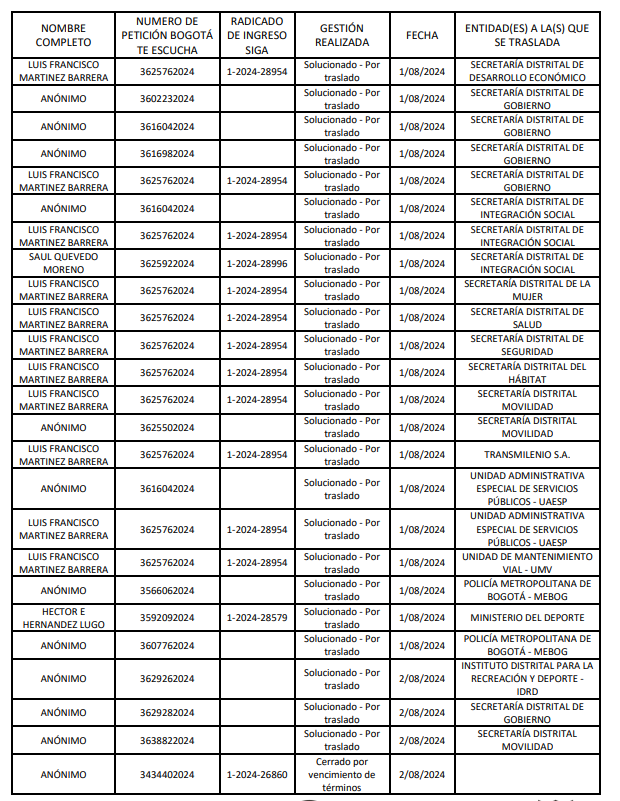 NOMBRE COMPLETO | NUMERO DE PETICIÓN BOGOTÁ TE ESCUCHA | RADICADO DE INGRESO SIGA | GESTIÓN REALIZADA | FECHA | ENTIDAD(ES) A LA(S) QUE SE TRASLADA
LUIS FRANCISCO MARTINEZ BARRERA | 3625762024 | 1-2024-28954 | Solucionado - Por traslado | 1/08/2024 | SECRETARÍA DISTRITAL DE DESARROLLO ECONÓMICO
ANÓNIMO | 3602232024 | | Solucionado - Por traslado | 1/08/2024 | SECRETARÍA DISTRITAL DE GOBIERNO
ANÓNIMO | 3616042024 | | Solucionado - Por traslado | 1/08/2024 | SECRETARÍA DISTRITAL DE GOBIERNO
ANÓNIMO | 3616982024 | | Solucionado - Por traslado | 1/08/2024 | SECRETARÍA DISTRITAL DE GOBIERNO
LUIS FRANCISCO MARTINEZ BARRERA | 3625762024 | 1-2024-28954 | Solucionado - Por traslado | 1/08/2024 | SECRETARÍA DISTRITAL DE GOBIERNO
ANÓNIMO | 3616042024 | | Solucionado - Por traslado | 1/08/2024 | SECRETARÍA DISTRITAL DE INTEGRACIÓN SOCIAL
LUIS FRANCISCO MARTINEZ BARRERA | 3625762024 | 1-2024-28954 | Solucionado - Por traslado | 1/08/2024 | SECRETARÍA DISTRITAL DE INTEGRACIÓN SOCIAL
SAUL QUEVEDO MORENO | 3625922024 | 1-2024-28996 | Solucionado - Por traslado | 1/08/2024 | SECRETARÍA DISTRITAL DE INTEGRACIÓN SOCIAL
LUIS FRANCISCO MARTINEZ BARRERA | 3625762024 | 1-2024-28954 | Solucionado - Por traslado | 1/08/2024 | SECRETARÍA DISTRITAL DE LA MUJER
LUIS FRANCISCO MARTINEZ BARRERA | 3625762024 | 1-2024-28954 | Solucionado - Por traslado | 1/08/2024 | SECRETARÍA DISTRITAL DE SALUD
LUIS FRANCISCO MARTINEZ BARRERA | 3625762024 | 1-2024-28954 | Solucionado - Por traslado | 1/08/2024 | SECRETARÍA DISTRITAL DE SEGURIDAD
LUIS FRANCISCO MARTINEZ BARRERA | 3625762024 | 1-2024-28954 | Solucionado - Por traslado | 1/08/2024 | SECRETARÍA DISTRITAL DEL HÁBITAT
LUIS FRANCISCO MARTINEZ BARRERA | 3625762024 | 1-2024-28954 | Solucionado - Por traslado | 1/08/2024 | SECRETARÍA DISTRITAL MOVILIDAD
ANÓNIMO | 3625502024 | | Solucionado - Por traslado | 1/08/2024 | SECRETARÍA DISTRITAL MOVILIDAD
LUIS FRANCISCO MARTINEZ BARRERA | 3625762024 | 1-2024-28954 | Solucionado - Por traslado | 1/08/2024 | TRANSMILENIO S.A.
ANÓNIMO | 3616042024 | | Solucionado - Por traslado | 1/08/2024 | UNIDAD ADMINISTRATIVA ESPECIAL DE SERVICIOS PÚBLICOS - UAESP
LUIS FRANCISCO MARTINEZ BARRERA | 3625762024 | 1-2024-28954 | Solucionado - Por traslado | 1/08/2024 | UNIDAD ADMINISTRATIVA ESPECIAL DE SERVICIOS PÚBLICOS - UAESP
LUIS FRANCISCO MARTINEZ BARRERA | 3625762024 | 1-2024-28954 | Solucionado - Por traslado | 1/08/2024 | UNIDAD DE MANTENIMIENTO VIAL - UMV
ANÓNIMO | 3566062024 | | Solucionado - Por traslado | 1/08/2024 | POLICÍA METROPOLITANA DE BOGOTÁ - MEBOG
HECTOR E HERNANDEZ LUGO | 3592092024 | 1-2024-28579 | Solucionado - Por traslado | 1/08/2024 | MINISTERIO DEL DEPORTE
ANÓNIMO | 3607762024 | | Solucionado - Por traslado | 1/08/2024 | POLICÍA METROPOLITANA DE BOGOTÁ - MEBOG
ANÓNIMO | 3629262024 | | Solucionado - Por traslado | 2/08/2024 | INSTITUTO DISTRITAL PARA LA RECREACIÓN Y DEPORTE - IDRD
ANÓNIMO | 3629282024 | | Solucionado - Por traslado | 2/08/2024 | SECRETARÍA DISTRITAL DE GOBIERNO
ANÓNIMO | 3638822024 | | Solucionado - Por traslado | 2/08/2024 | SECRETARÍA DISTRITAL MOVILIDAD
ANÓNIMO | 3434402024 | 1-2024-26860 | Cerrado por vencimiento de términos | 2/08/2024 |